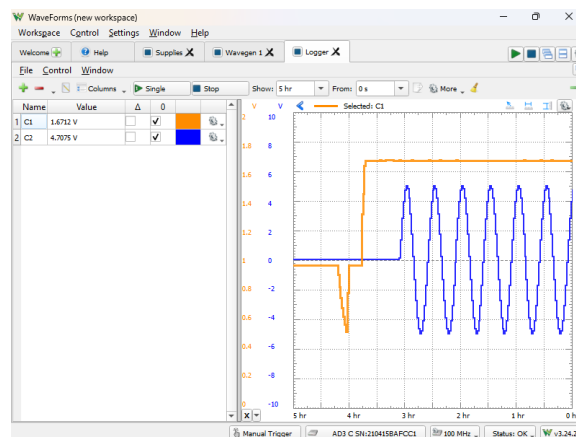 WaveForms (new workspace)
Workspace Control Settings Window Help
Welcome Help Supplies X Wavegen 1 X Logger X
File Control Window
Columns Single Stop Show: 5 hr From: 0 s More
Name Value Δ 0
1 C1 1.6712 V
2 C2 4.7075 V
V V Selected: C1
2 10
1.8 8
1.6 6
1.4 4
1.2 2
1 0
0.8 -2
0.6 -4
0.4 -6
0.2 -8
0 -10
X 5 hr 4 hr 3 hr 2 hr 1 hr 0 h
Manual Trigger AD3 C SN:210415BAFCC1 100 MHz Status: OK W v3.24.2